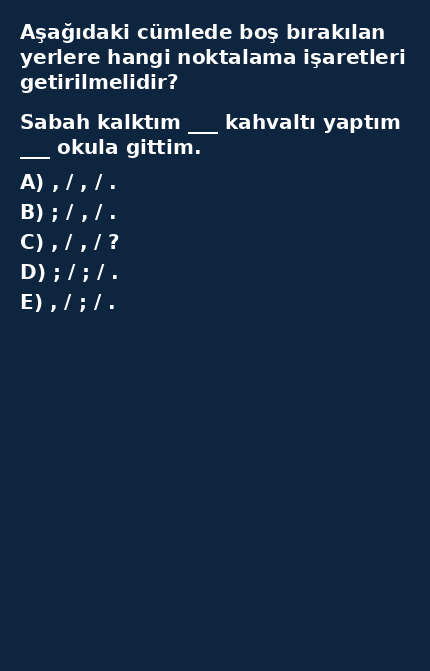 Aşağıdaki cümlede boş bırakılan
yerlere hangi noktalama işaretleri
getirilmelidir?
Sabah kalktım ___ kahvaltı yaptım
___ okula gittim.
A) , / , / .
B) ; / , / .
C) , / , / ?
D) ; / ; / .
E) , / ; / .